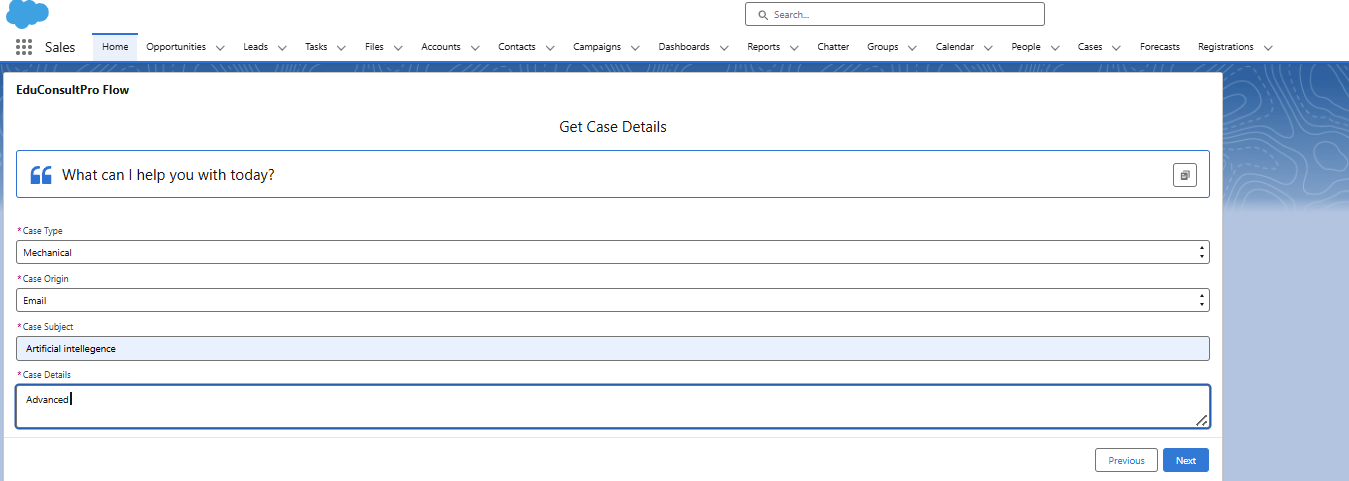 Search...
Sales Home Opportunities Leads Tasks Files Accounts Contacts Campaigns Dashboards Reports Chatter Groups Calendar People Cases Forecasts Registrations
EduConsultPro Flow
Get Case Details
What can I help you with today?
*Case Type
Mechanical
*Case Origin
Email
*Case Subject
Artificial intellegence
*Case Details
Advanced
Previous Next